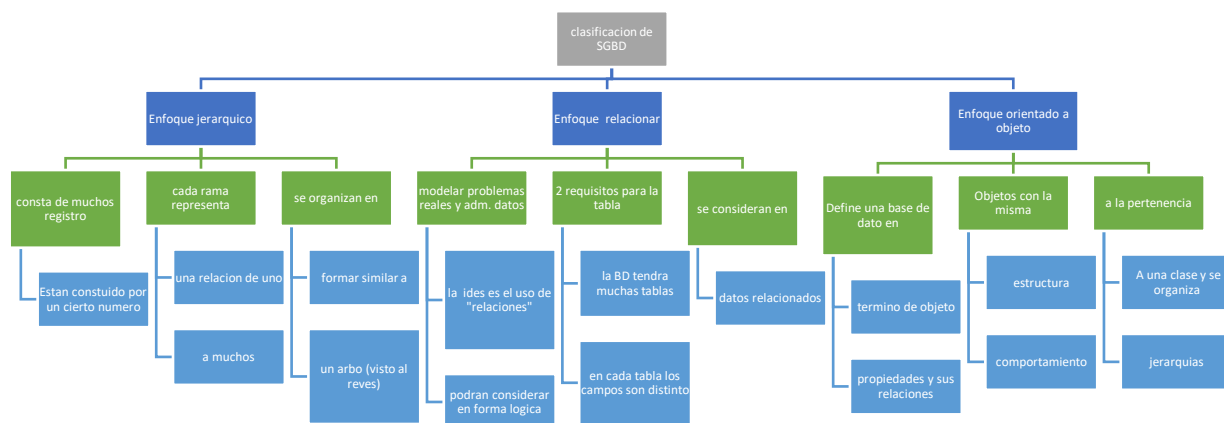 clasificacion de
SGBD
Enfoque jerarquico
Enfoque relacionar
Enfoque orientado a
objeto
consta de muchos
registro
cada rama
representa
se organizan en
modelar problemas
reales y adm. datos
2 requisitos para la
tabla
se consideran en
Define una base de
dato en
Objetos con la
misma
a la pertenencia
Estan constuido por
un cierto numero
una relacion de uno
a muchos
formar similar a
un arbo (visto al
reves)
la ides es el uso de
"relaciones"
podran considerar
en forma logica
la BD tendra
muchas tablas
en cada tabla los
campos son distinto
datos relacionados
termino de objeto
propiedades y sus
relaciones
estructura
comportamiento
A una clase y se
organiza
jerarquias